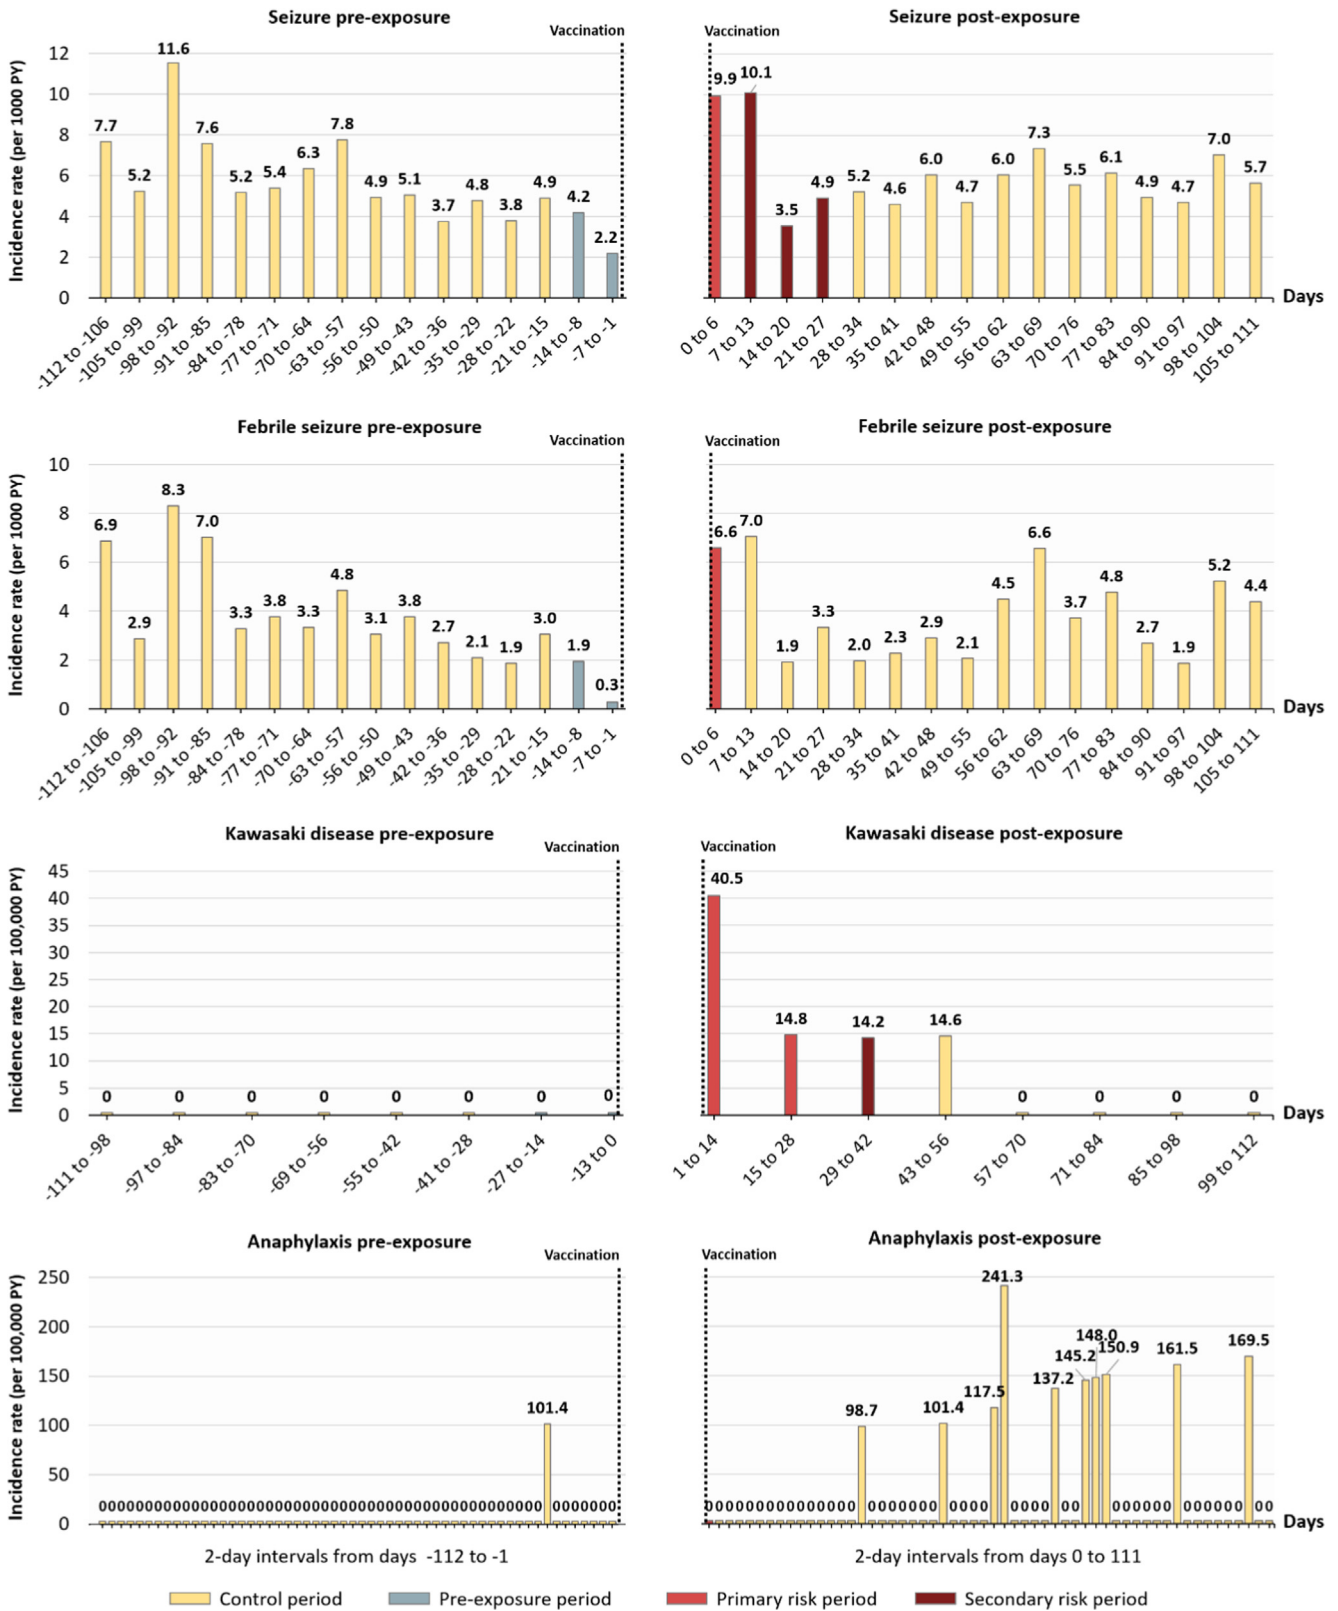 Seizure pre-exposure
Vaccination
Incidence rate (per 1000 PY)
12
10
8
6
4
2
0
7.7
5.2
11.6
7.6
5.2
5.4
6.3
7.8
4.9
5.1
3.7
4.8
3.8
4.9
4.2
2.2
-112 to -106
-105 to -99
-98 to -92
-91 to -85
-84 to -78
-77 to -71
-70 to -64
-63 to -57
-56 to -50
-49 to -43
-42 to -36
-35 to -29
-28 to -22
-21 to -15
-14 to -8
-7 to -1
Seizure post-exposure
Vaccination
9.9
10.1
3.5
4.9
5.2
4.6
6.0
4.7
6.0
7.3
5.5
6.1
4.9
4.7
7.0
5.7
Days
0 to 6
7 to 13
14 to 20
21 to 27
28 to 34
35 to 41
42 to 48
49 to 55
56 to 62
63 to 69
70 to 76
77 to 83
84 to 90
91 to 97
98 to 104
105 to 111
Febrile seizure pre-exposure
Vaccination
Incidence rate (per 1000 PY)
10
8
6
4
2
0
6.9
2.9
8.3
7.0
3.3
3.8
3.3
4.8
3.1
3.8
2.7
2.1
1.9
3.0
1.9
0.3
-112 to -106
-105 to -99
-98 to -92
-91 to -85
-84 to -78
-77 to -71
-70 to -64
-63 to -57
-56 to -50
-49 to -43
-42 to -36
-35 to -29
-28 to -22
-21 to -15
-14 to -8
-7 to -1
Febrile seizure post-exposure
Vaccination
6.6
7.0
1.9
3.3
2.0
2.3
2.9
2.1
4.5
6.6
3.7
4.8
2.7
1.9
5.2
4.4
Days
0 to 6
7 to 13
14 to 20
21 to 27
28 to 34
35 to 41
42 to 48
49 to 55
56 to 62
63 to 69
70 to 76
77 to 83
84 to 90
91 to 97
98 to 104
105 to 111
Kawasaki disease pre-exposure
Vaccination
Incidence rate (per 100,000 PY)
45
40
35
30
25
20
15
10
5
0
0
0
0
0
0
0
0
0
-111 to -98
-97 to -84
-83 to -70
-69 to -56
-55 to -42
-41 to -28
-27 to -14
-13 to 0
Kawasaki disease post-exposure
Vaccination
40.5
14.8
14.2
14.6
0
0
0
0
Days
1 to 14
15 to 28
29 to 42
43 to 56
57 to 70
71 to 84
85 to 98
99 to 112
Anaphylaxis pre-exposure
Vaccination
Incidence rate (per 100,000 PY)
250
200
150
100
50
0
101.4
0000000000000000000000000000000000000000000000000 0000000
2-day intervals from days -112 to -1
Anaphylaxis post-exposure
Vaccination
98.7
101.4
117.5
241.3
137.2
145.2
148.0
150.9
161.5
169.5
000000000000000 0000000 0000 0000 00 000000 000000 00
Days
2-day intervals from days 0 to 111
Control period
Pre-exposure period
Primary risk period
Secondary risk period